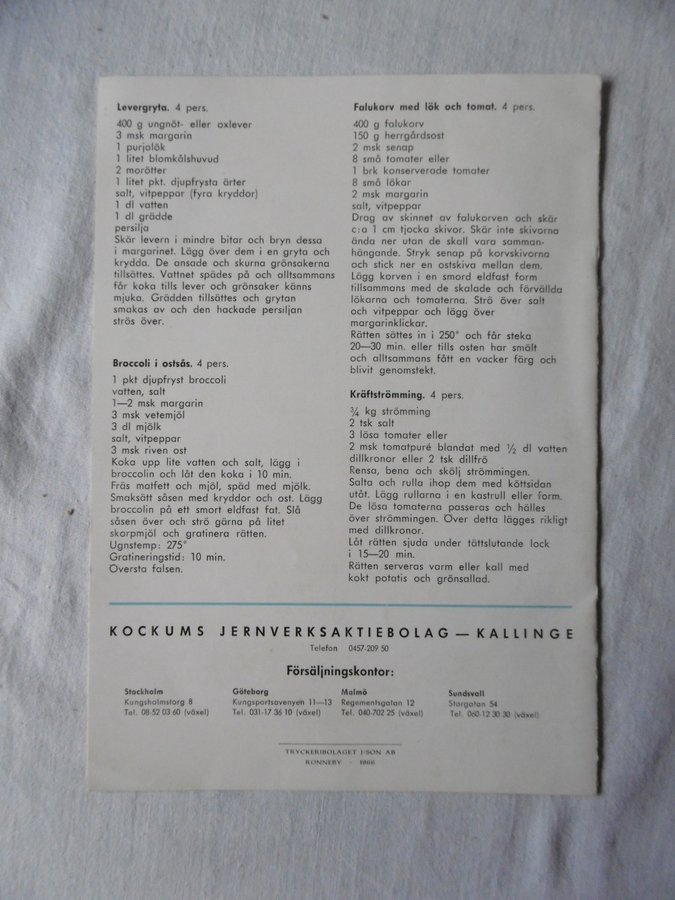 Levergryta. 4 pers.
400 g ungnöt- eller oxlever
3 msk margarin
1 purjolök
1 litet blomkålshuvud
2 morötter
1 litet pkt. djupfrysta ärter
salt, vitpeppar (fyra kryddor)
1 dl vatten
1 dl grädde
persilja
Skär levern i mindre bitar och bryn dessa
i margarinet. Lägg över dem i en gryta och
krydda. De ansade och skurna grönsakerna
tillsättes. Vattnet spädes på och alltsammans
får koka tills lever och grönsaker känns
mjuka. Grädden tillsättes och grytan
smakas av och den hackade persiljan
strös över.
Broccoli i ostsås. 4 pers.
1 pkt djupfryst broccoli
vatten, salt
1—2 msk margarin
3 msk vetemjöl
3 dl mjölk
salt, vitpeppar
3 msk riven ost
Koka upp lite vatten och salt, lägg i
broccolin och låt den koka i 10 min.
Fräs matfett och mjöl, späd med mjölk.
Smaksätt såsen med kryddor och ost. Lägg
broccolin på ett smort eldfast fat. Slå
såsen över och strö gärna på litet
skorpmjöl och gratinera rätten.
Ugnstemp: 275°
Gratineringstid: 10 min.
Översta falsen.
Falukorv med lök och tomat. 4 pers.
400 g falukorv
150 g herrgårdsost
2 msk senap
8 små tomater eller
1 brk konserverade tomater
8 små lökar
2 msk margarin
salt, vitpeppar
Drag av skinnet av falukorven och skär
c:a 1 cm tjocka skivor. Skär inte skivorna
ända ner utan de skall vara samman-
hängande. Stryk senap på korvskivorna
och stick ner en ostskiva mellan dem.
Lägg korven i en smord eldfast form
tillsammans med de skalade och förvällda
lökarna och tomaterna. Strö över salt
och vitpeppar och lägg över
margarinklickar.
Rätten sättes in i 250° och får steka
20—30 min. eller tills osten har smält
och alltsammans fått en vacker färg och
blivit genomstekt.
Kräftströmming. 4 pers.
¾ kg strömming
2 tsk salt
3 lösa tomater eller
2 msk tomatpuré blandat med ½ dl vatten
dillkronor eller 2 tsk dillfrö
Rensa, bena och skölj strömmingen.
Salta och rulla ihop dem med köttsidan
utåt. Lägg rullarna i en kastrull eller form.
De lösa tomaterna passeras och hälles
över strömmingen. Över detta lägges rikligt
med dillkronor.
Låt rätten sjuda under tättslutande lock
i 15—20 min.
Rätten serveras varm eller kall med
kokt potatis och grönsallad.
KOCKUMS JERNVERKSAKTIEBOLAG — KALLINGE
Telefon 0457-209 50
Försäljningskontor:
Stockholm
Kungsholmstorg 8
Tel. 08-52 03 60 (växel)
Göteborg
Kungsportsavenyen 11—13
Tel. 031-17 36 10 (växel)
Malmö
Regementsgatan 12
Tel. 040-702 25 (växel)
Sundsvall
Storgatan 54
Tel. 060-12 30 30 (växel)
TRYCKERIBOLAGET J:SON AB
RONNEBY - 1966